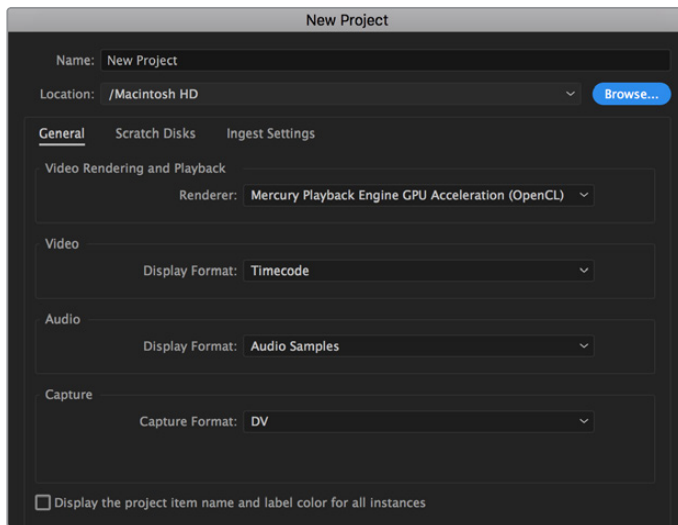 New Project
Name: New Project
Location: /Macintosh HD Browse...
General Scratch Disks Ingest Settings
Video Rendering and Playback
Renderer: Mercury Playback Engine GPU Acceleration (OpenCL)
Video
Display Format: Timecode
Audio
Display Format: Audio Samples
Capture
Capture Format: DV
Display the project item name and label color for all instances